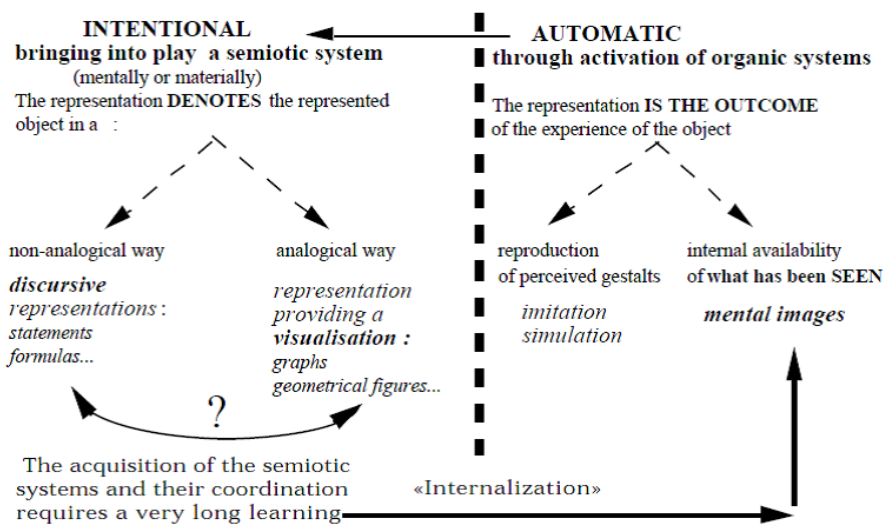 INTENTIONAL
bringing into play a semiotic system
(mentally or materially)
The representation DENOTES the represented
object in a :
non-analogical way
discursive
representations :
statements
formulas...
analogical way
representation
providing a
visualisation :
graphs
geometrical figures...
?
The acquisition of the semiotic
systems and their coordination
requires a very long learning
«Internalization»
AUTOMATIC
through activation of organic systems
The representation IS THE OUTCOME
of the experience of the object
reproduction
of perceived gestalts
imitation
simulation
internal availability
of what has been SEEN
mental images